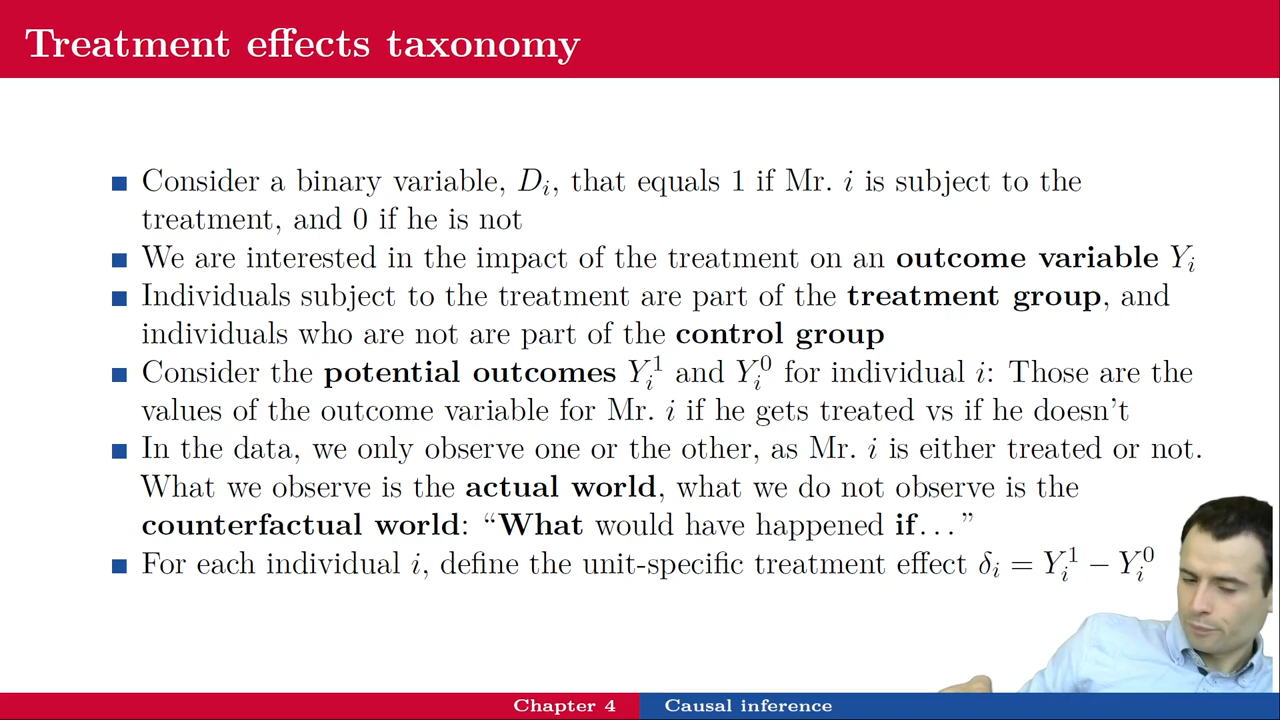 Treatment effects taxonomy
Consider a binary variable, Dᵢ, that equals 1 if Mr. i is subject to the
treatment, and 0 if he is not
We are interested in the impact of the treatment on an outcome variable Yᵢ
Individuals subject to the treatment are part of the treatment group, and
individuals who are not are part of the control group
Consider the potential outcomes Yᵢ¹ and Yᵢ⁰ for individual i: Those are the
values of the outcome variable for Mr. i if he gets treated vs if he doesn't
In the data, we only observe one or the other, as Mr. i is either treated or not.
What we observe is the actual world, what we do not observe is the
counterfactual world: “What would have happened if...”
For each individual i, define the unit-specific treatment effect δᵢ = Yᵢ¹ − Yᵢ⁰
Chapter 4 Causal inference